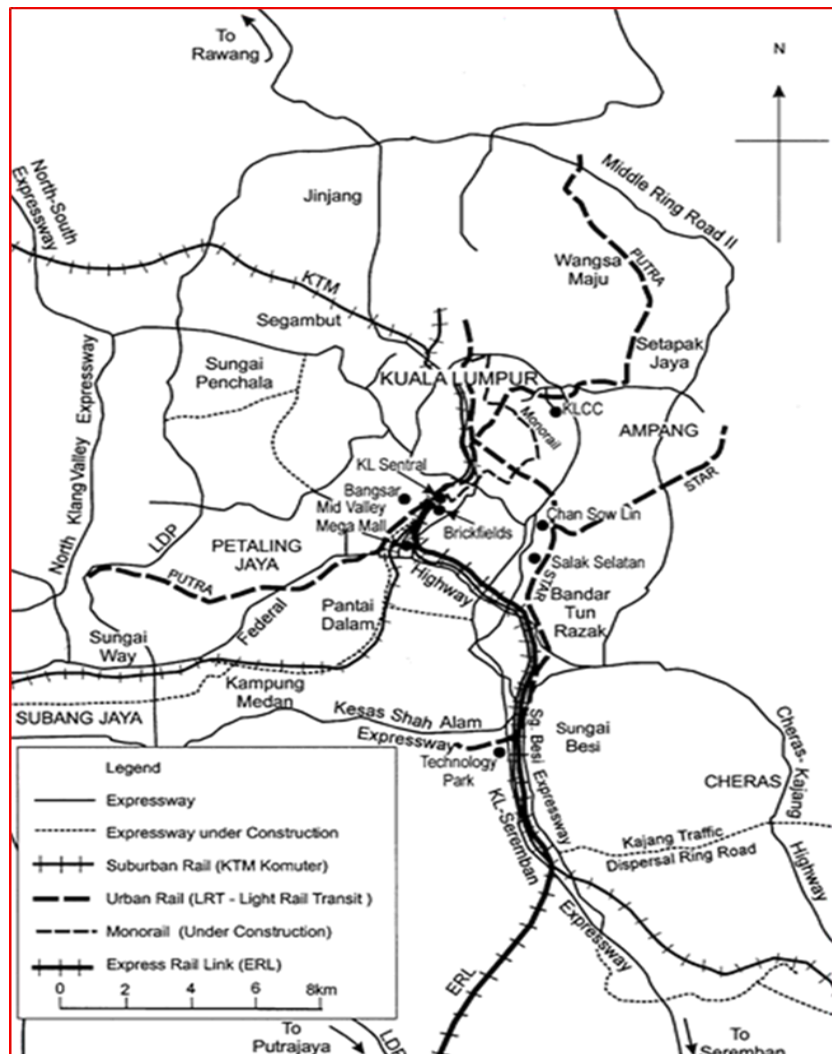 To
Rawang
N
North-South
Expressway
Jinjang
Middle Ring Road II
KTM
Wangsa
Maju
PUTRA
Segambut
Sungai
Penchala
Setapak
Jaya
KUALA LUMPUR
KLCC
Monorail
AMPANG
North Klang Valley Expressway
KL Sentral
Bangsar
Mid Valley
Mega Mall
Brickfields
Chan Sow Lin
STAR
LDP
PETALING
JAYA
Salak Selatan
PUTRA
Highway
STAR
Bandar
Tun
Razak
Federal
Pantai
Dalam
Sungai
Way
Kampung
Medan
SUBANG JAYA
Kesas Shah Alam
Expressway
Technology
Park
Sg. Besi Expressway
Sungai
Besi
Cheras-Kajang
Highway
CHERAS
KL-Seremban
Expressway
Kajang Traffic
Dispersal Ring Road
ERL
Legend
Expressway
Expressway under Construction
Suburban Rail (KTM Komuter)
Urban Rail (LRT - Light Rail Transit )
Monorail (Under Construction)
Express Rail Link (ERL)
0 2 4 8km
To
Putrajaya
LDP
To
Seremban